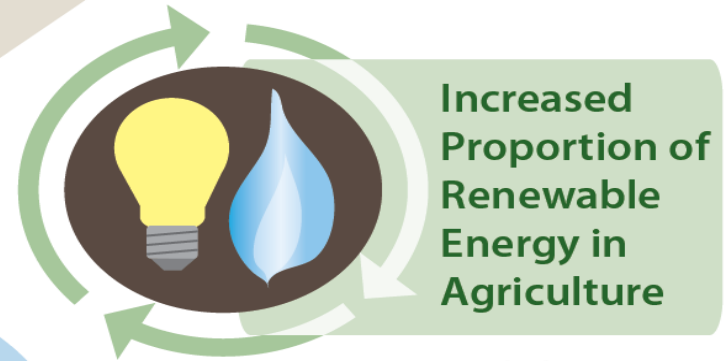 Increased
Proportion of
Renewable
Energy in
Agriculture